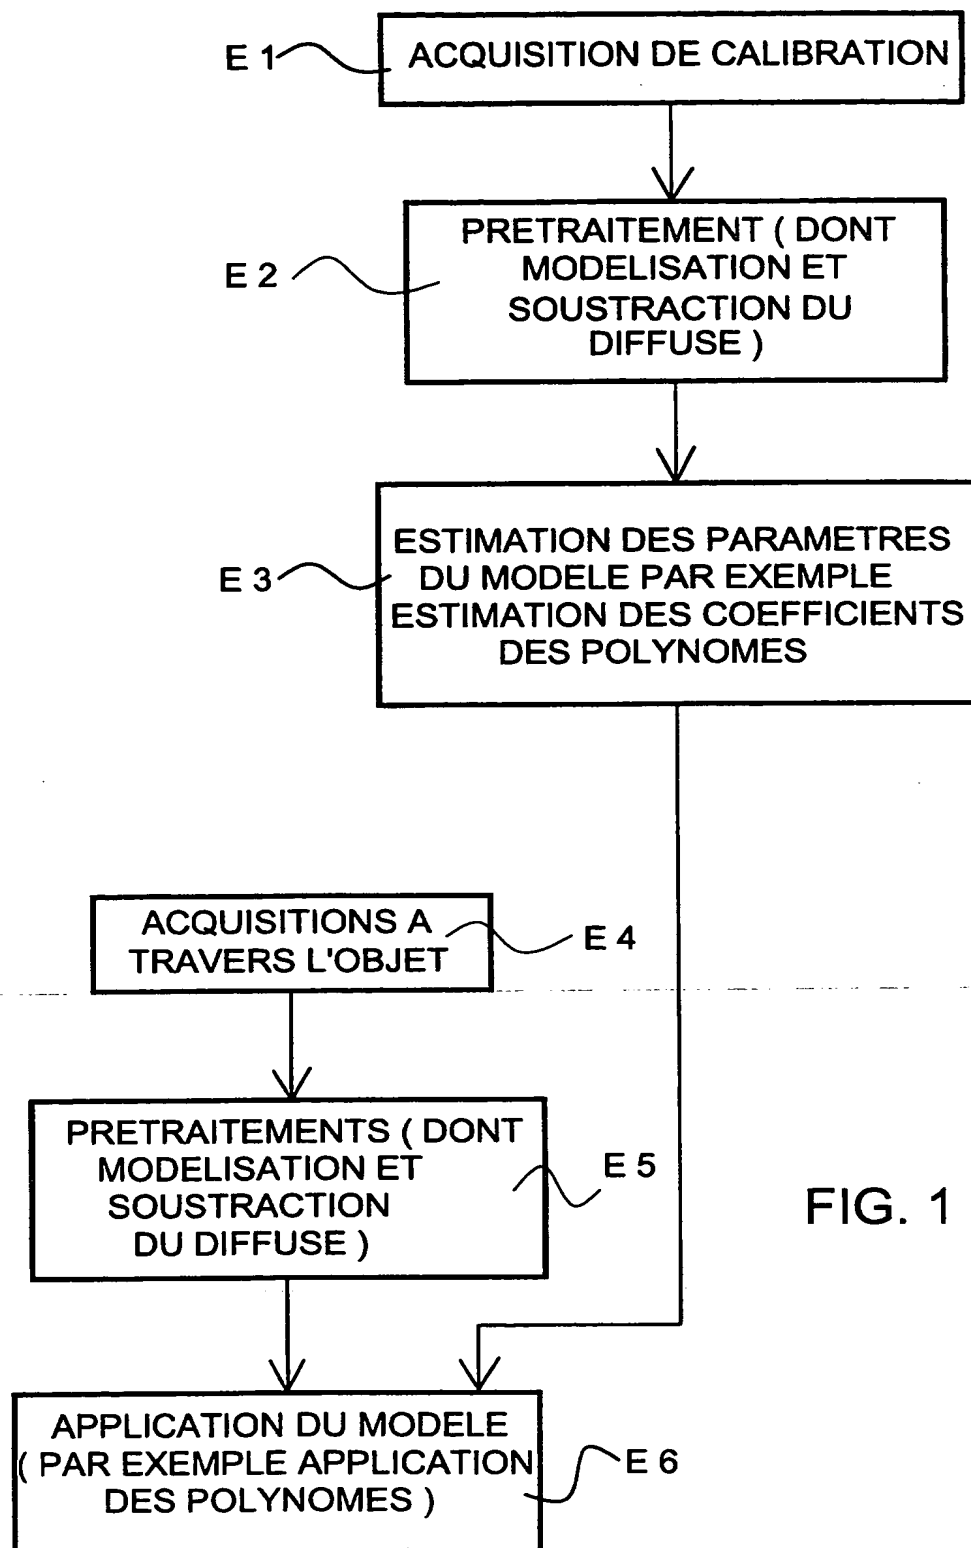 E 1
ACQUISITION DE CALIBRATION
E 2
PRETRAITEMENT ( DONT
MODELISATION ET
SOUSTRACTION DU
DIFFUSE )
E 3
ESTIMATION DES PARAMETRES
DU MODELE PAR EXEMPLE
ESTIMATION DES COEFFICIENTS
DES POLYNOMES
ACQUISITIONS A
TRAVERS L'OBJET
E 4
PRETRAITEMENTS ( DONT
MODELISATION ET
SOUSTRACTION
DU DIFFUSE )
E 5
FIG. 1
APPLICATION DU MODELE
( PAR EXEMPLE APPLICATION
DES POLYNOMES )
E 6